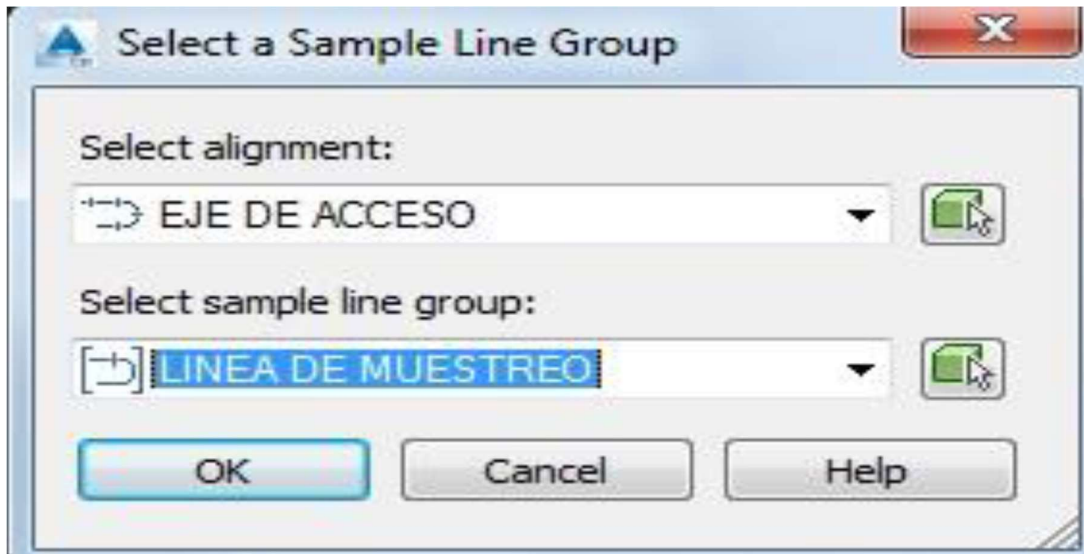 Select a Sample Line Group
Select alignment:
EJE DE ACCESO
Select sample line group:
LINEA DE MUESTREO
OK
Cancel
Help